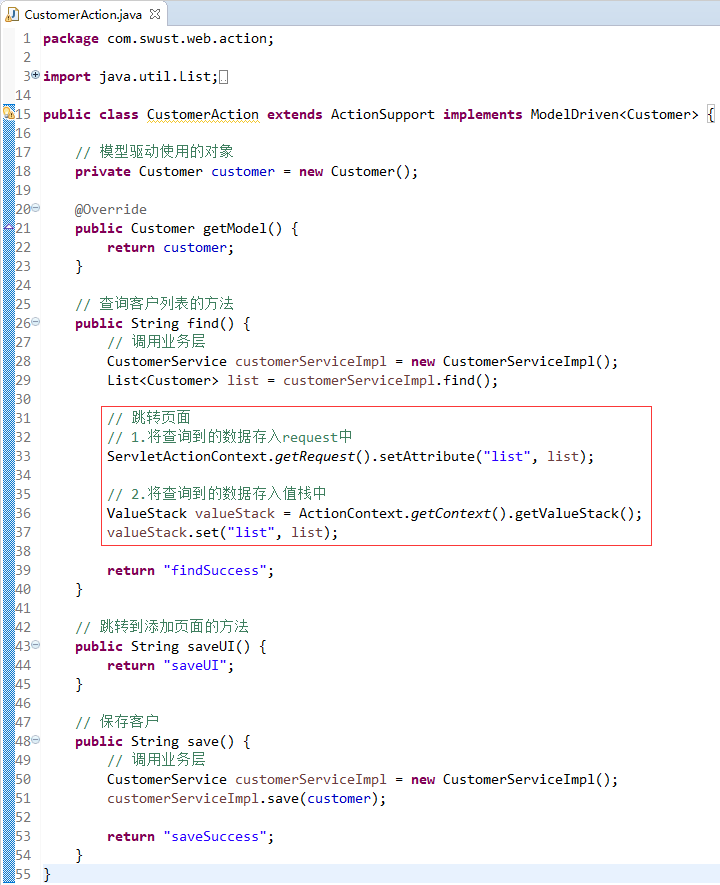 CustomerAction.java
1 package com.swust.web.action;
2
3 import java.util.List;
14
15 public class CustomerAction extends ActionSupport implements ModelDriven<Customer> {
16
17     // 模型驱动使用的对象
18     private Customer customer = new Customer();
19
20     @Override
21     public Customer getModel() {
22         return customer;
23     }
24
25     // 查询客户列表的方法
26     public String find() {
27         // 调用业务层
28         CustomerService customerServiceImpl = new CustomerServiceImpl();
29         List<Customer> list = customerServiceImpl.find();
30
31         // 跳转页面
32         // 1.将查询到的数据存入request中
33         ServletActionContext.getRequest().setAttribute("list", list);
34
35         // 2.将查询到的数据存入值栈中
36         ValueStack valueStack = ActionContext.getContext().getValueStack();
37         valueStack.set("list", list);
38
39         return "findSuccess";
40     }
41
42     // 跳转到添加页面的方法
43     public String saveUI() {
44         return "saveUI";
45     }
46
47     // 保存客户
48     public String save() {
49         // 调用业务层
50         CustomerService customerServiceImpl = new CustomerServiceImpl();
51         customerServiceImpl.save(customer);
52
53         return "saveSuccess";
54     }
55 }